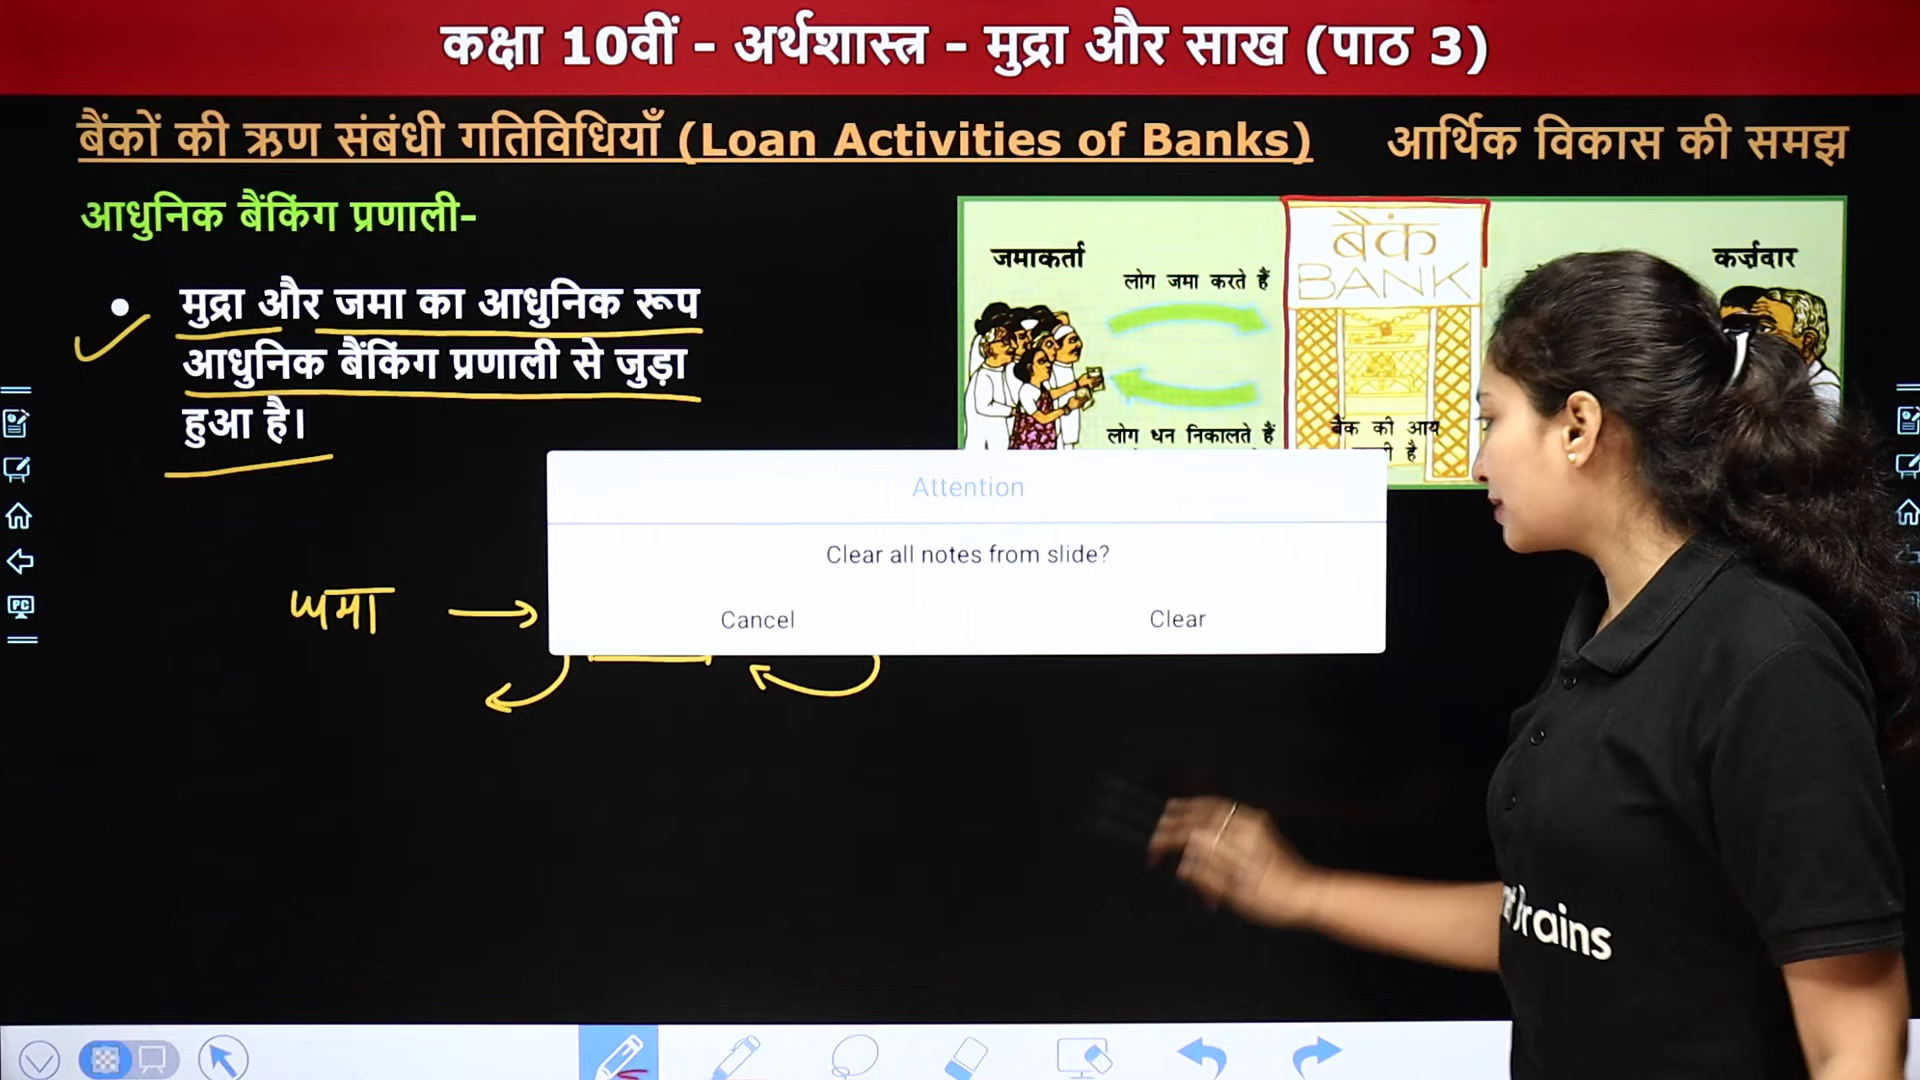 कक्षा 10वीं - अर्थशास्त्र - मुद्रा और साख (पाठ 3)
बैंकों की ऋण संबंधी गतिविधियाँ (Loan Activities of Banks)
आर्थिक विकास की समझ
आधुनिक बैंकिंग प्रणाली-
• मुद्रा और जमा का आधुनिक रूप
आधुनिक बैंकिंग प्रणाली से जुड़ा
हुआ है।
जमाकर्ता
लोग जमा करते हैं
लोग धन निकालते हैं
बैंक
BANK
बैंक की आय
है
कर्ज़दार
Attention
Clear all notes from slide?
Cancel
Clear
जमा
PC
rains